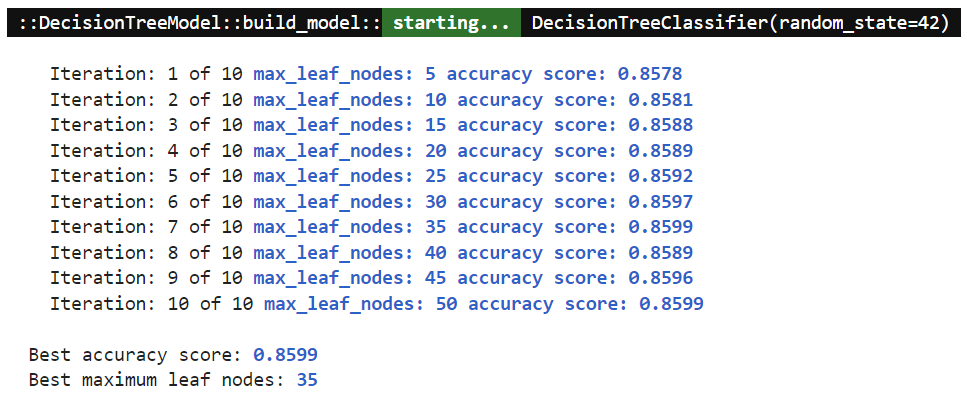 ::DecisionTreeModel::build_model:: starting... DecisionTreeClassifier(random_state=42)
Iteration: 1 of 10 max_leaf_nodes: 5 accuracy score: 0.8578
Iteration: 2 of 10 max_leaf_nodes: 10 accuracy score: 0.8581
Iteration: 3 of 10 max_leaf_nodes: 15 accuracy score: 0.8588
Iteration: 4 of 10 max_leaf_nodes: 20 accuracy score: 0.8589
Iteration: 5 of 10 max_leaf_nodes: 25 accuracy score: 0.8592
Iteration: 6 of 10 max_leaf_nodes: 30 accuracy score: 0.8597
Iteration: 7 of 10 max_leaf_nodes: 35 accuracy score: 0.8599
Iteration: 8 of 10 max_leaf_nodes: 40 accuracy score: 0.8589
Iteration: 9 of 10 max_leaf_nodes: 45 accuracy score: 0.8596
Iteration: 10 of 10 max_leaf_nodes: 50 accuracy score: 0.8599
Best accuracy score: 0.8599
Best maximum leaf nodes: 35